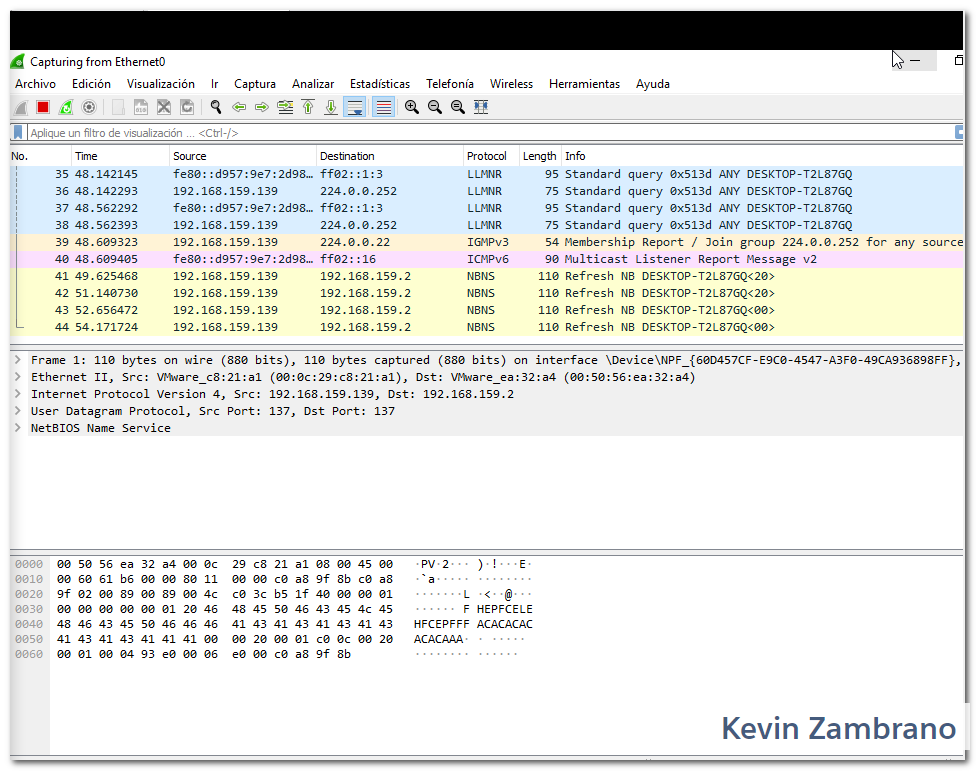 Capturing from Ethernet0
Archivo Edición Visualización Ir Captura Analizar Estadísticas Telefonía Wireless Herramientas Ayuda
Aplique un filtro de visualización ... <Ctrl-/>
No. Time Source Destination Protocol Length Info
35 48.142145 fe80::d957:9e7:2d98… ff02::1:3 LLMNR 95 Standard query 0x513d ANY DESKTOP-T2L87GQ
36 48.142293 192.168.159.139 224.0.0.252 LLMNR 75 Standard query 0x513d ANY DESKTOP-T2L87GQ
37 48.562292 fe80::d957:9e7:2d98… ff02::1:3 LLMNR 95 Standard query 0x513d ANY DESKTOP-T2L87GQ
38 48.562393 192.168.159.139 224.0.0.252 LLMNR 75 Standard query 0x513d ANY DESKTOP-T2L87GQ
39 48.609323 192.168.159.139 224.0.0.22 IGMPv3 54 Membership Report / Join group 224.0.0.252 for any source
40 48.609405 fe80::d957:9e7:2d98… ff02::16 ICMPv6 90 Multicast Listener Report Message v2
41 49.625468 192.168.159.139 192.168.159.2 NBNS 110 Refresh NB DESKTOP-T2L87GQ<20>
42 51.140730 192.168.159.139 192.168.159.2 NBNS 110 Refresh NB DESKTOP-T2L87GQ<20>
43 52.656472 192.168.159.139 192.168.159.2 NBNS 110 Refresh NB DESKTOP-T2L87GQ<00>
44 54.171724 192.168.159.139 192.168.159.2 NBNS 110 Refresh NB DESKTOP-T2L87GQ<00>
Frame 1: 110 bytes on wire (880 bits), 110 bytes captured (880 bits) on interface \Device\NPF_{60D457CF-E9C0-4547-A3F0-49CA936898FF},
Ethernet II, Src: VMware_c8:21:a1 (00:0c:29:c8:21:a1), Dst: VMware_ea:32:a4 (00:50:56:ea:32:a4)
Internet Protocol Version 4, Src: 192.168.159.139, Dst: 192.168.159.2
User Datagram Protocol, Src Port: 137, Dst Port: 137
NetBIOS Name Service
0000 00 50 56 ea 32 a4 00 0c 29 c8 21 a1 08 00 45 00 ·PV·2··· )·!···E·
0010 00 60 61 b6 00 00 80 11 00 00 c0 a8 9f 8b c0 a8 ·`a····· ········
0020 9f 02 00 89 00 89 00 4c c0 3c b5 1f 40 00 00 01 ·······L ·<··@···
0030 00 00 00 00 00 01 20 46 48 45 50 46 43 45 4c 45 ······ F HEPFCELE
0040 48 46 43 45 50 46 46 46 41 43 41 43 41 43 41 43 HFCEPFFF ACACACAC
0050 41 43 41 43 41 41 41 00 00 20 00 01 c0 0c 00 20 ACACAAA· · ·····
0060 00 01 00 04 93 e0 00 06 e0 00 c0 a8 9f 8b ········ ······
Kevin Zambrano